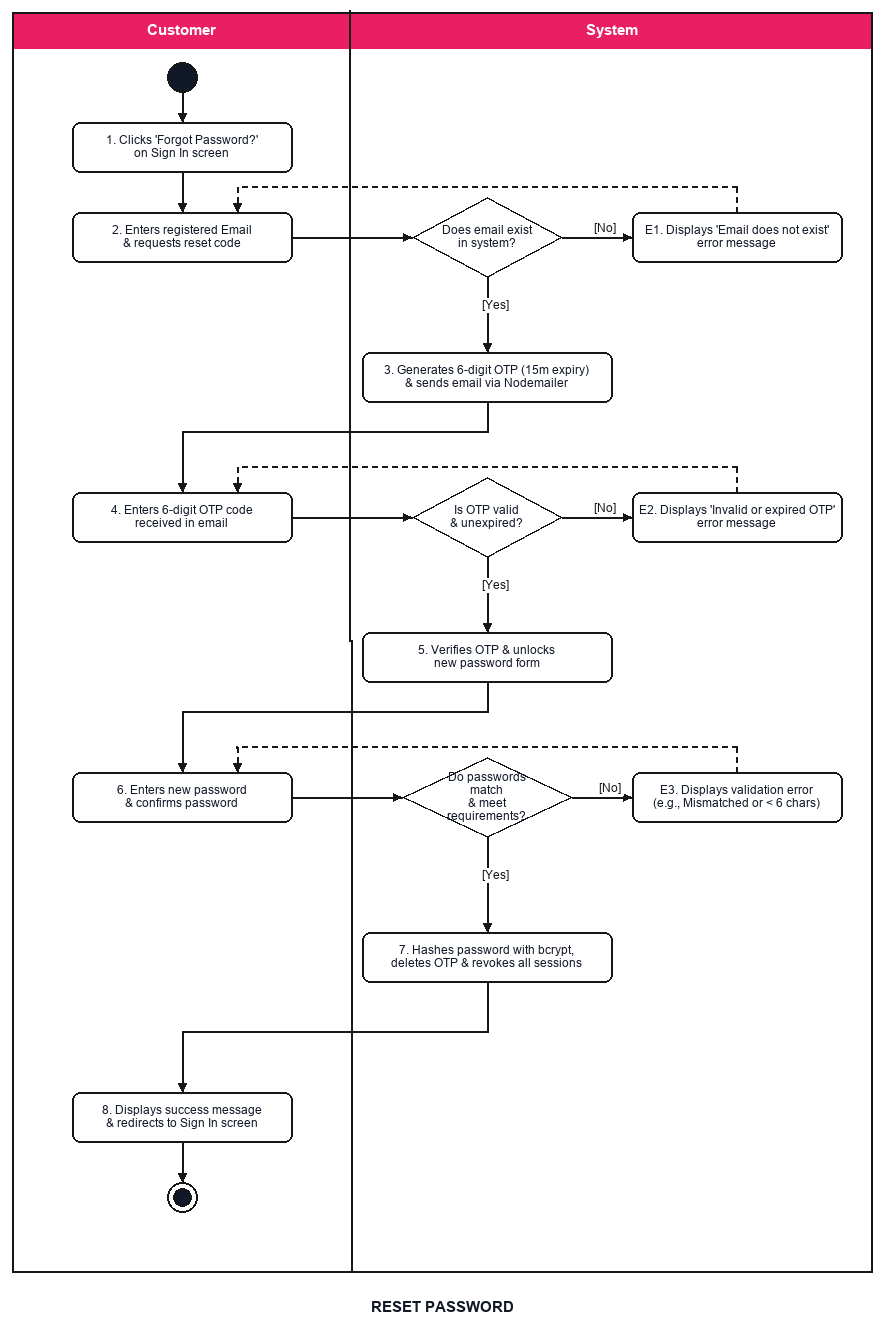 Customer
System
1. Clicks 'Forgot Password?'
on Sign In screen
2. Enters registered Email
& requests reset code
Does email exist
in system?
[No]
E1. Displays 'Email does not exist'
error message
[Yes]
3. Generates 6-digit OTP (15m expiry)
& sends email via Nodemailer
4. Enters 6-digit OTP code
received in email
Is OTP valid
& unexpired?
[No]
E2. Displays 'Invalid or expired OTP'
error message
[Yes]
5. Verifies OTP & unlocks
new password form
6. Enters new password
& confirms password
Do passwords
match
& meet
requirements?
[No]
E3. Displays validation error
(e.g., Mismatched or < 6 chars)
[Yes]
7. Hashes password with bcrypt,
deletes OTP & revokes all sessions
8. Displays success message
& redirects to Sign In screen
RESET PASSWORD